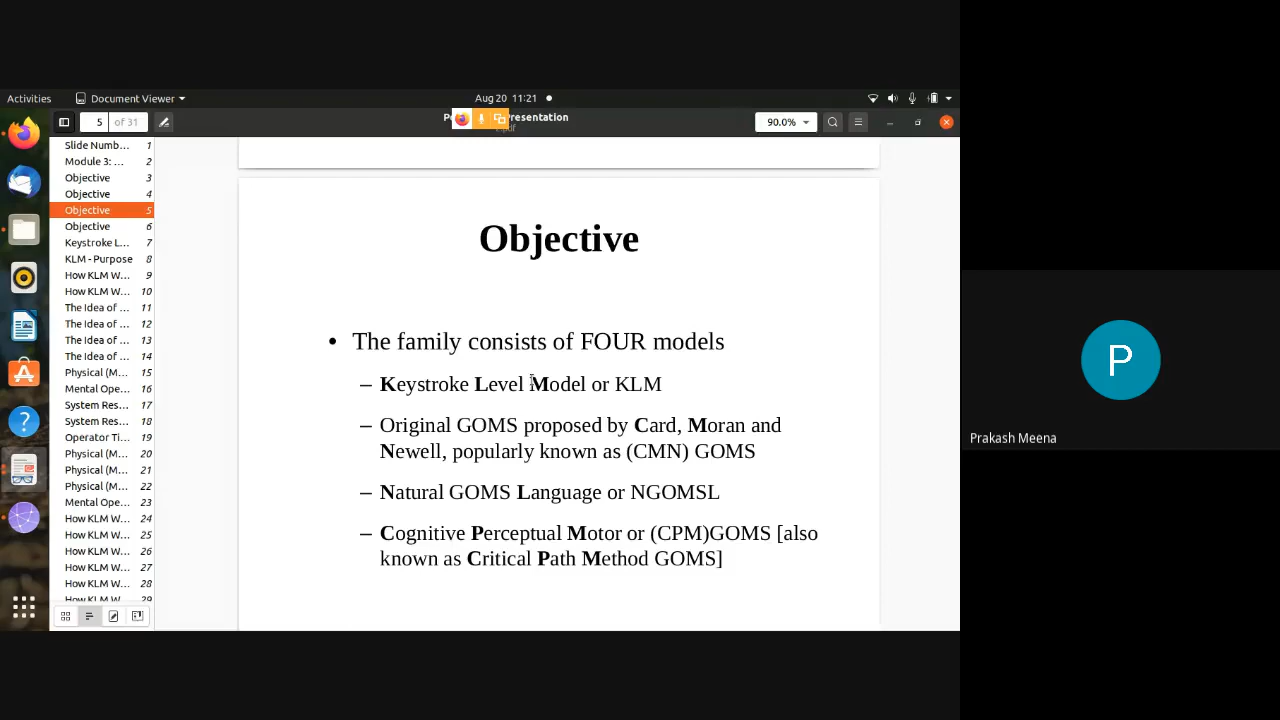 Activities
Document Viewer
Aug 20 11:21
5
of 31
Presentation
90.0%
Slide Numb... 1
Module 3: ... 2
Objective 3
Objective 4
Objective 5
Objective 6
Keystroke L... 7
KLM - Purpose 8
How KLM W... 9
How KLM W... 10
The Idea of ... 11
The Idea of ... 12
The Idea of ... 13
The Idea of ... 14
Physical (M... 15
Mental Ope... 16
System Res... 17
System Res... 18
Operator Ti... 19
Physical (M... 20
Physical (M... 21
Physical (M... 22
Mental Ope... 23
How KLM W... 24
How KLM W... 25
How KLM W... 26
How KLM W... 27
How KLM W... 28
How KLM W... 29
Objective
• The family consists of FOUR models
– Keystroke Level Model or KLM
– Original GOMS proposed by Card, Moran and
Newell, popularly known as (CMN) GOMS
– Natural GOMS Language or NGOMSL
– Cognitive Perceptual Motor or (CPM)GOMS [also
known as Critical Path Method GOMS]
P
Prakash Meena